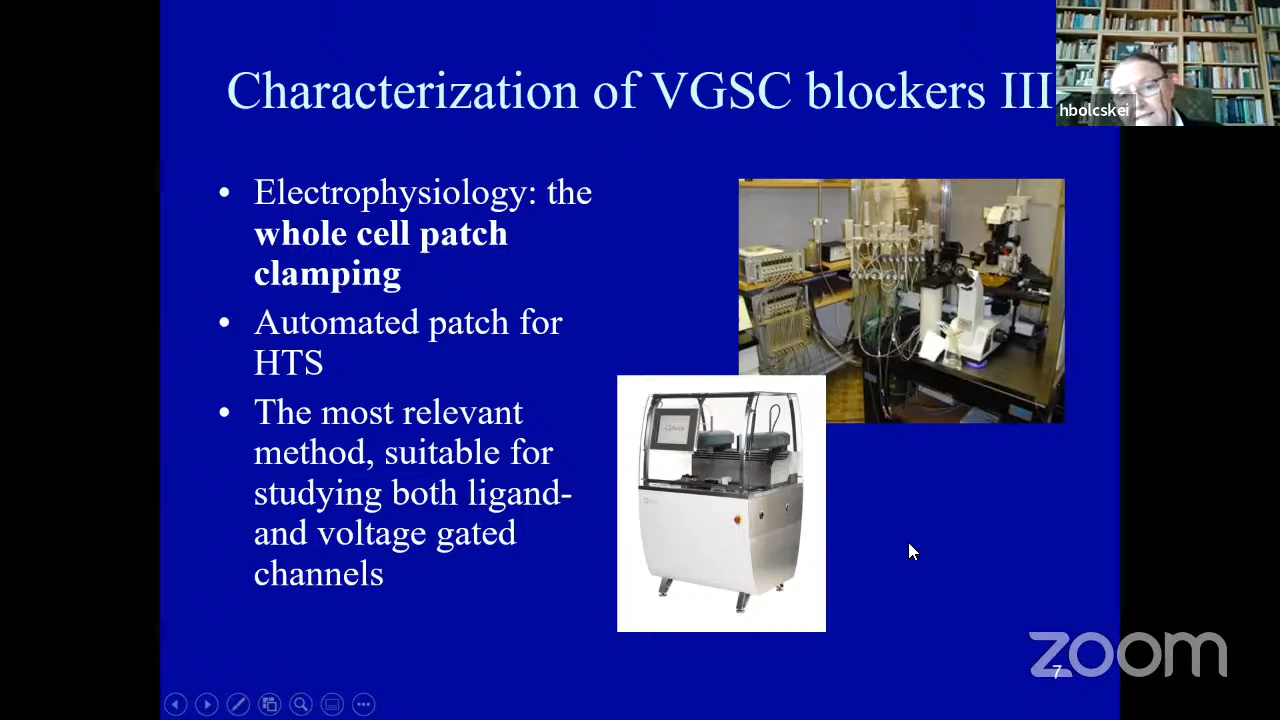 Characterization of VGSC blockers III
hbolcskei
• Electrophysiology: the
whole cell patch
clamping
• Automated patch for
HTS
• The most relevant
method, suitable for
studying both ligand-
and voltage gated
channels
zoom
7